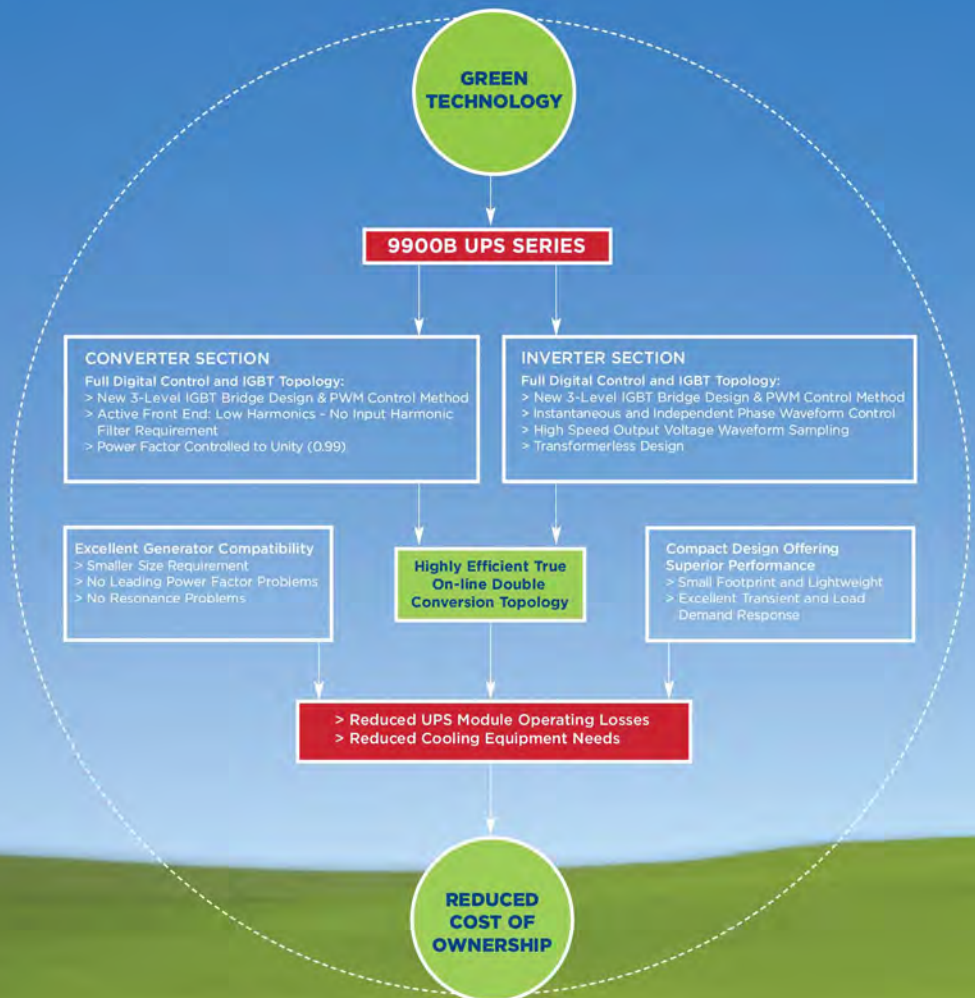 GREEN
TECHNOLOGY
9900B UPS SERIES
CONVERTER SECTION
Full Digital Control and IGBT Topology:
> New 3-Level IGBT Bridge Design & PWM Control Method
> Active Front End: Low Harmonics - No Input Harmonic
Filter Requirement
> Power Factor Controlled to Unity (0.99)
INVERTER SECTION
Full Digital Control and IGBT Topology:
> New 3-Level IGBT Bridge Design & PWM Control Method
> Instantaneous and Independent Phase Waveform Control
> High Speed Output Voltage Waveform Sampling
> Transformerless Design
Excellent Generator Compatibility
> Smaller Size Requirement
> No Leading Power Factor Problems
> No Resonance Problems
Highly Efficient True
On-line Double
Conversion Topology
Compact Design Offering
Superior Performance
> Small Footprint and Lightweight
> Excellent Transient and Load
Demand Response
> Reduced UPS Module Operating Losses
> Reduced Cooling Equipment Needs
REDUCED
COST OF
OWNERSHIP